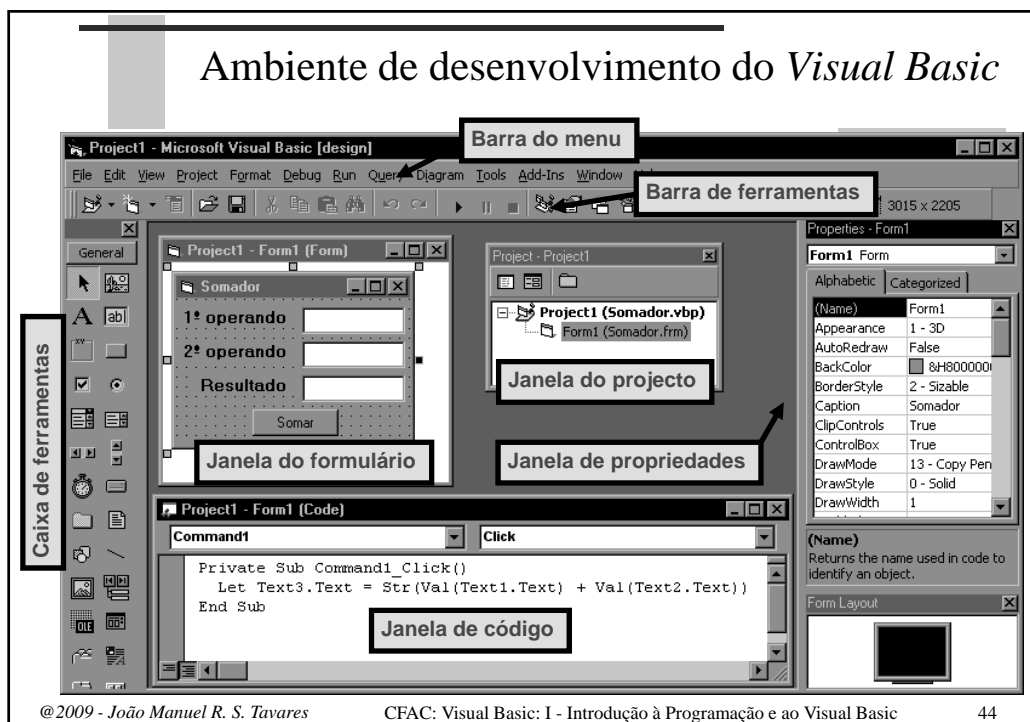 Ambiente de desenvolvimento do Visual Basic
Project1 - Microsoft Visual Basic [design]
Barra do menu
File Edit View Project Format Debug Run Query Diagram Tools Add-Ins Window
Barra de ferramentas
3015 x 2205
General
Caixa de ferramentas
A
ab|
XY
OLE
Project1 - Form1 (Form)
Somador
1º operando
2º operando
Resultado
Somar
Janela do formulário
Project - Project1
Project1 (Somador.vbp)
Form1 (Somador.frm)
Janela do projecto
Janela de propriedades
Properties - Form1
Form1 Form
Alphabetic Categorized
(Name) Form1
Appearance 1 - 3D
AutoRedraw False
BackColor &H800000
BorderStyle 2 - Sizable
Caption Somador
ClipControls True
ControlBox True
DrawMode 13 - Copy Pen
DrawStyle 0 - Solid
DrawWidth 1
(Name)
Returns the name used in code to
identify an object.
Form Layout
Project1 - Form1 (Code)
Command1 Click
Private Sub Command1_Click()
Let Text3.Text = Str(Val(Text1.Text) + Val(Text2.Text))
End Sub
Janela de código
@2009 - João Manuel R. S. Tavares CFAC: Visual Basic: I - Introdução à Programação e ao Visual Basic 44